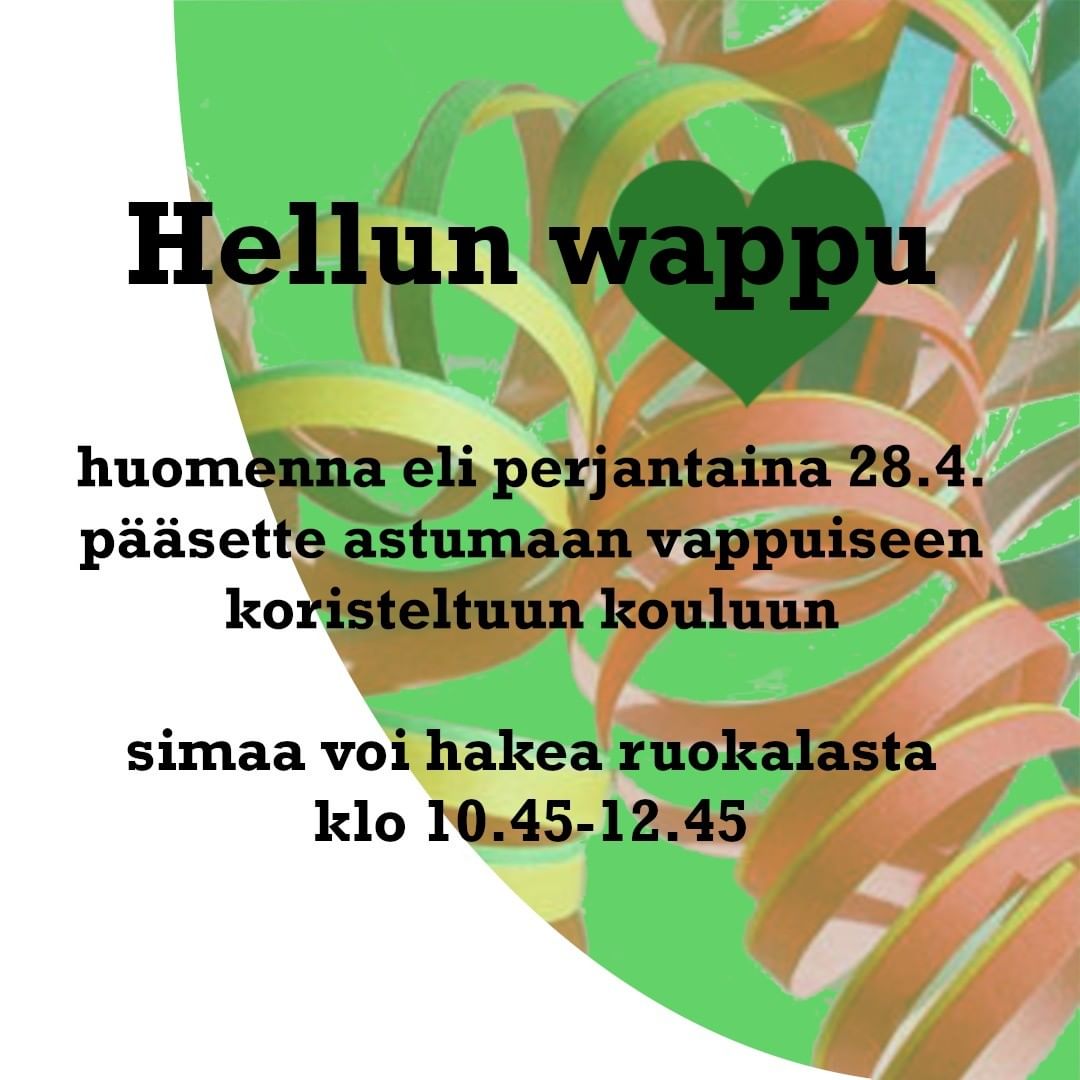 Hellun wappu
huomenna eli perjantaina 28.4.
pääsette astumaan vappuiseen
koristeltuun kouluun
simaa voi hakea ruokalasta
klo 10.45-12.45